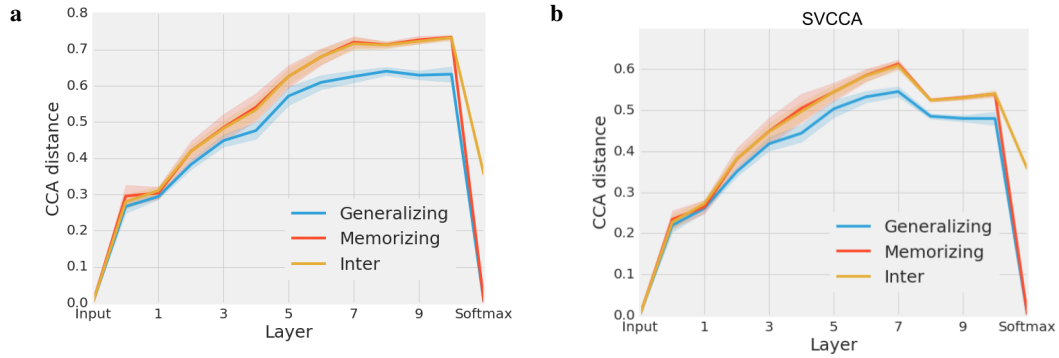 a
0.8
0.7
0.6
0.5
0.4
0.3
0.2
0.1
0.0
CCA distance
Input 1 3 5 7 9 Softmax
Layer
Generalizing
Memorizing
Inter
b
SVCCA
0.6
0.5
0.4
0.3
0.2
0.1
0.0
CCA distance
Input 1 3 5 7 9 Softmax
Layer
Generalizing
Memorizing
Inter